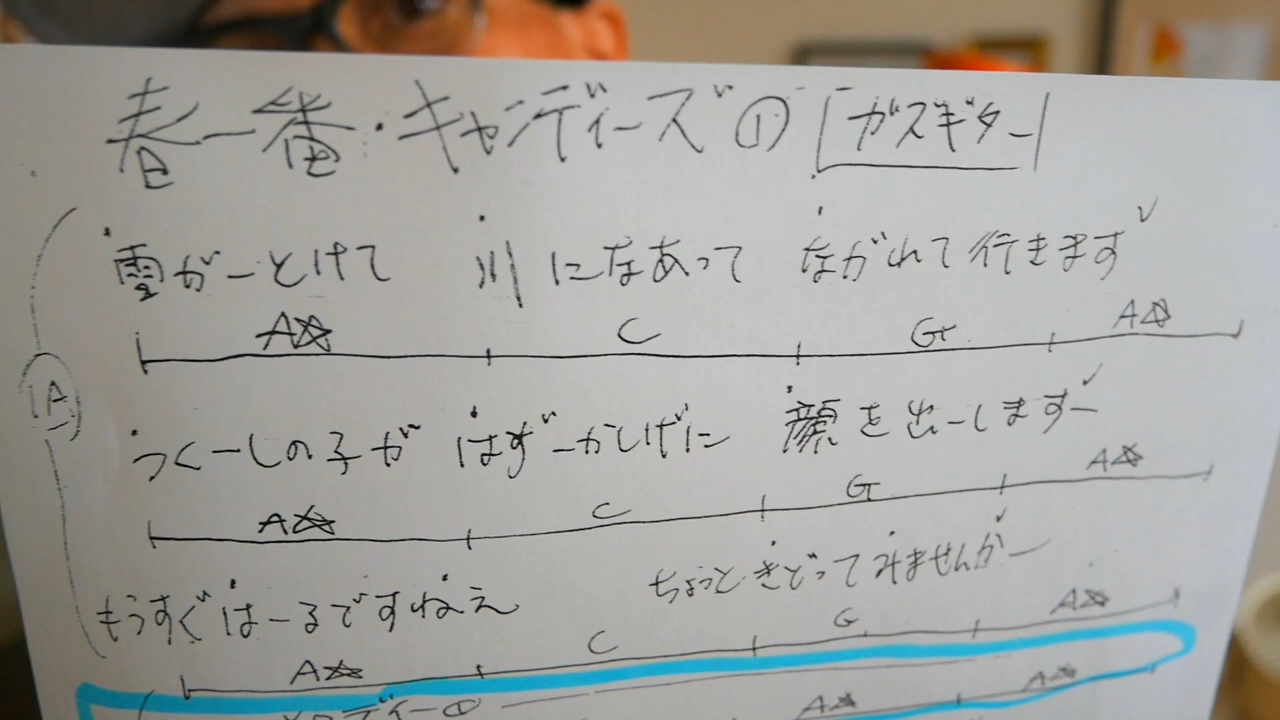 春一番・キャンディーズ① ガズギター
雪がーとけて 川になあって ながれて行きます
A☆ C G A☆
A
つくーしの子が はずーかしげに 顔を出ーしますー
A☆ C G A☆
もうすぐはーるですねえ ちょっときどってみませんかー
A☆ C G A☆
A☆ A☆